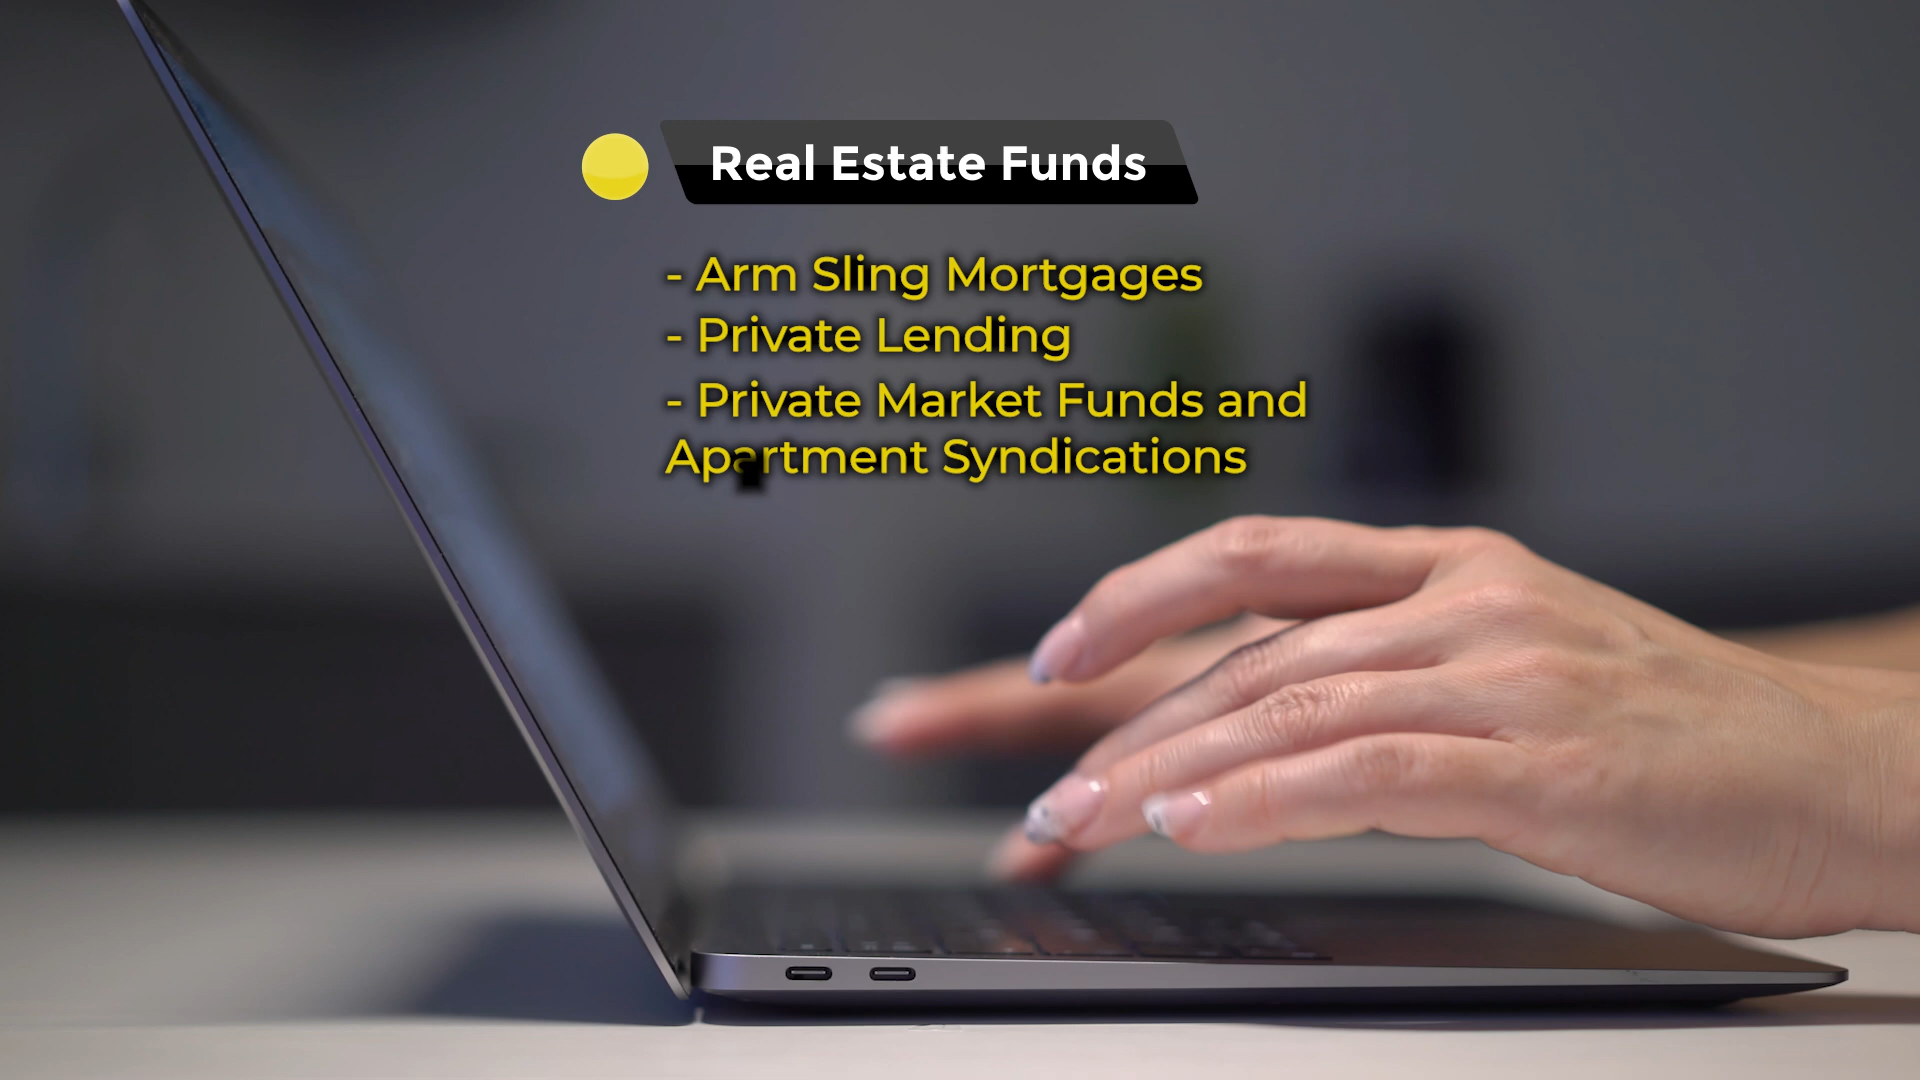 Real Estate Funds
- Arm Sling Mortgages
- Private Lending
- Private Market Funds and
Apartment Syndications